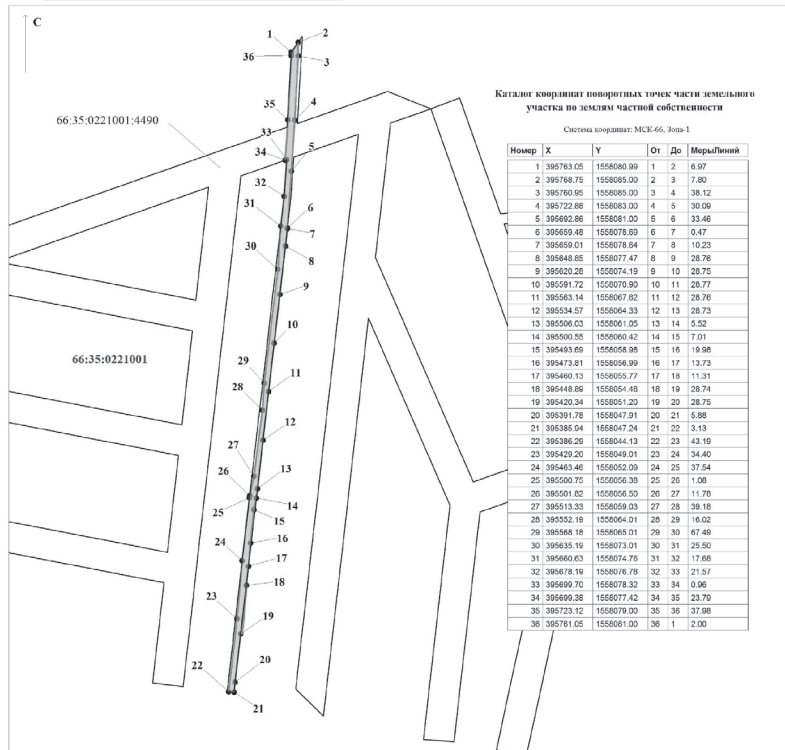 С
1
2
36
3
35
4
66:35:0221001:4490
33
34
5
32
31
6
7
30
8
9
10
66:35:0221001
29
11
28
12
27
13
26
14
25
15
16
24
17
18
23
19
22
20
21
Каталог координат поворотных точек части земельного
участка по землям частной собственности
Система координат: МСК-66, Зона-1
Номер X Y От До МерыЛиний
1 395763.05 1558080.99 1 2 6.97
2 395768.75 1558085.00 2 3 7.80
3 395760.95 1558085.00 3 4 38.12
4 395722.88 1558083.00 4 5 30.09
5 395692.86 1558081.00 5 6 33.46
6 395659.48 1558078.69 6 7 0.47
7 395659.01 1558078.64 7 8 10.23
8 395648.85 1558077.47 8 9 28.76
9 395620.28 1558074.19 9 10 28.75
10 395591.72 1558070.90 10 11 28.77
11 395563.14 1558067.62 11 12 28.76
12 395534.57 1558064.33 12 13 28.73
13 395506.03 1558061.05 13 14 5.52
14 395500.55 1558060.42 14 15 7.01
15 395493.69 1558058.98 15 16 19.98
16 395473.81 1558056.99 16 17 13.73
17 395460.13 1558055.77 17 18 11.31
18 395448.89 1558054.48 18 19 28.74
19 395420.34 1558051.20 19 20 28.75
20 395391.78 1558047.91 20 21 5.88
21 395385.94 1558047.24 21 22 3.13
22 395386.29 1558044.13 22 23 43.19
23 395429.20 1558049.01 23 24 34.40
24 395463.46 1558052.09 24 25 37.54
25 395500.75 1558056.38 25 26 1.08
26 395501.82 1558056.50 26 27 11.78
27 395513.33 1558059.03 27 28 39.18
28 395552.19 1558064.01 28 29 16.02
29 395568.18 1558065.01 29 30 67.49
30 395635.19 1558073.01 30 31 25.50
31 395660.63 1558074.76 31 32 17.68
32 395678.19 1558076.78 32 33 21.57
33 395699.70 1558078.32 33 34 0.96
34 395699.38 1558077.42 34 35 23.79
35 395723.12 1558079.00 35 36 37.98
36 395761.05 1558081.00 36 1 2.00